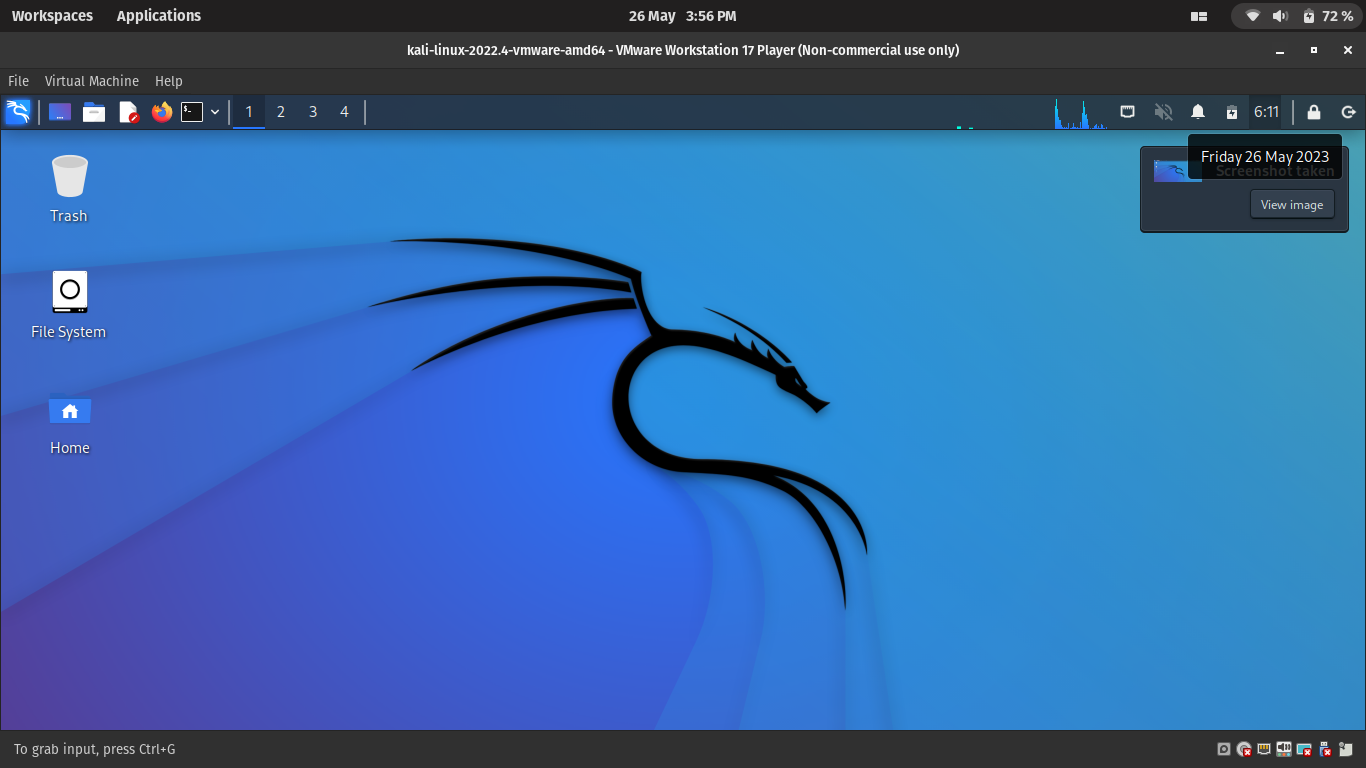 Workspaces Applications 26 May 3:56 PM 72 %
kali-linux-2022.4-vmware-amd64 - VMware Workstation 17 Player (Non-commercial use only)
File Virtual Machine Help
1 2 3 4 6:11
Friday 26 May 2023
Screenshot taken
View image
Trash
File System
Home
To grab input, press Ctrl+G